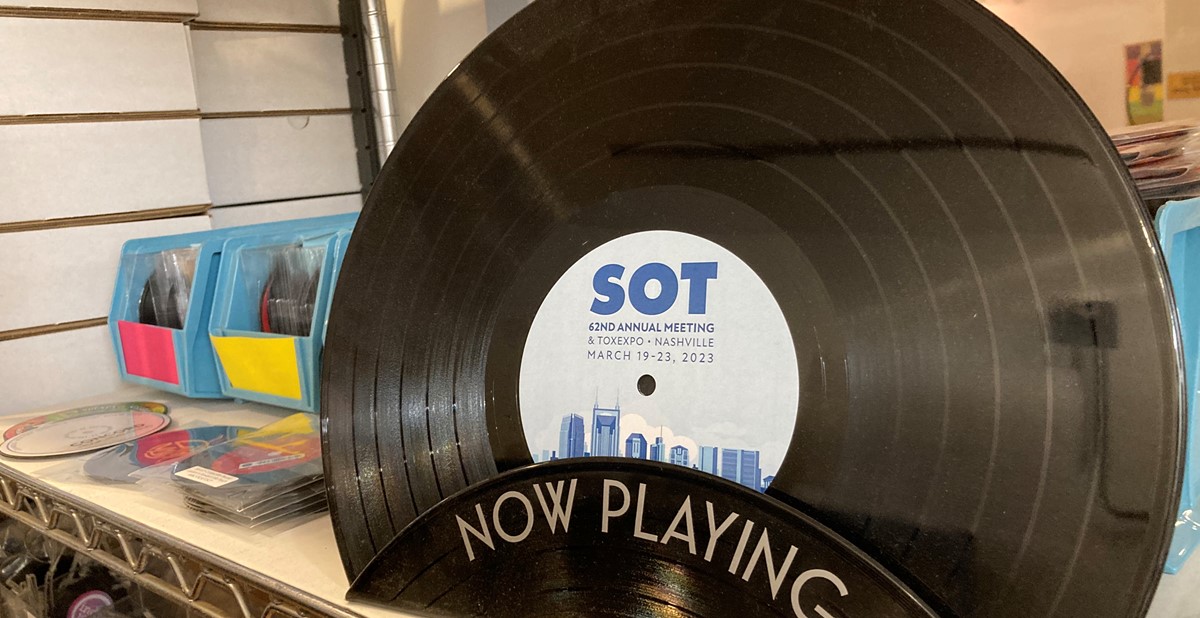 SOT
62ND ANNUAL MEETING
& TOXEXPO • NASHVILLE
MARCH 19-23, 2023
NOW PLAYING